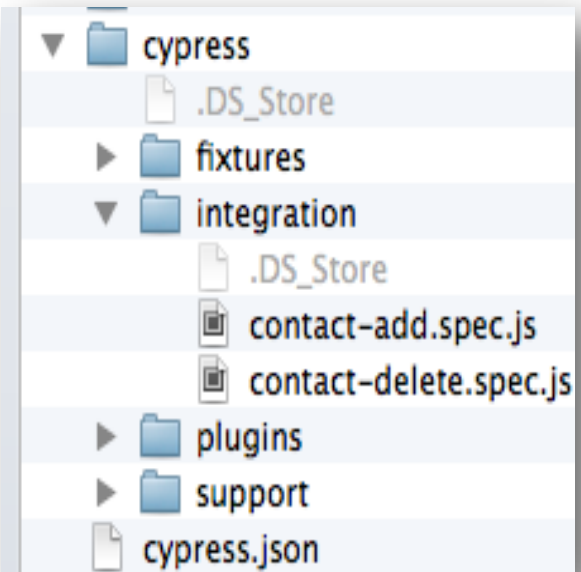 cypress
.DS_Store
fixtures
integration
.DS_Store
contact-add.spec.js
contact-delete.spec.js
plugins
support
cypress.json